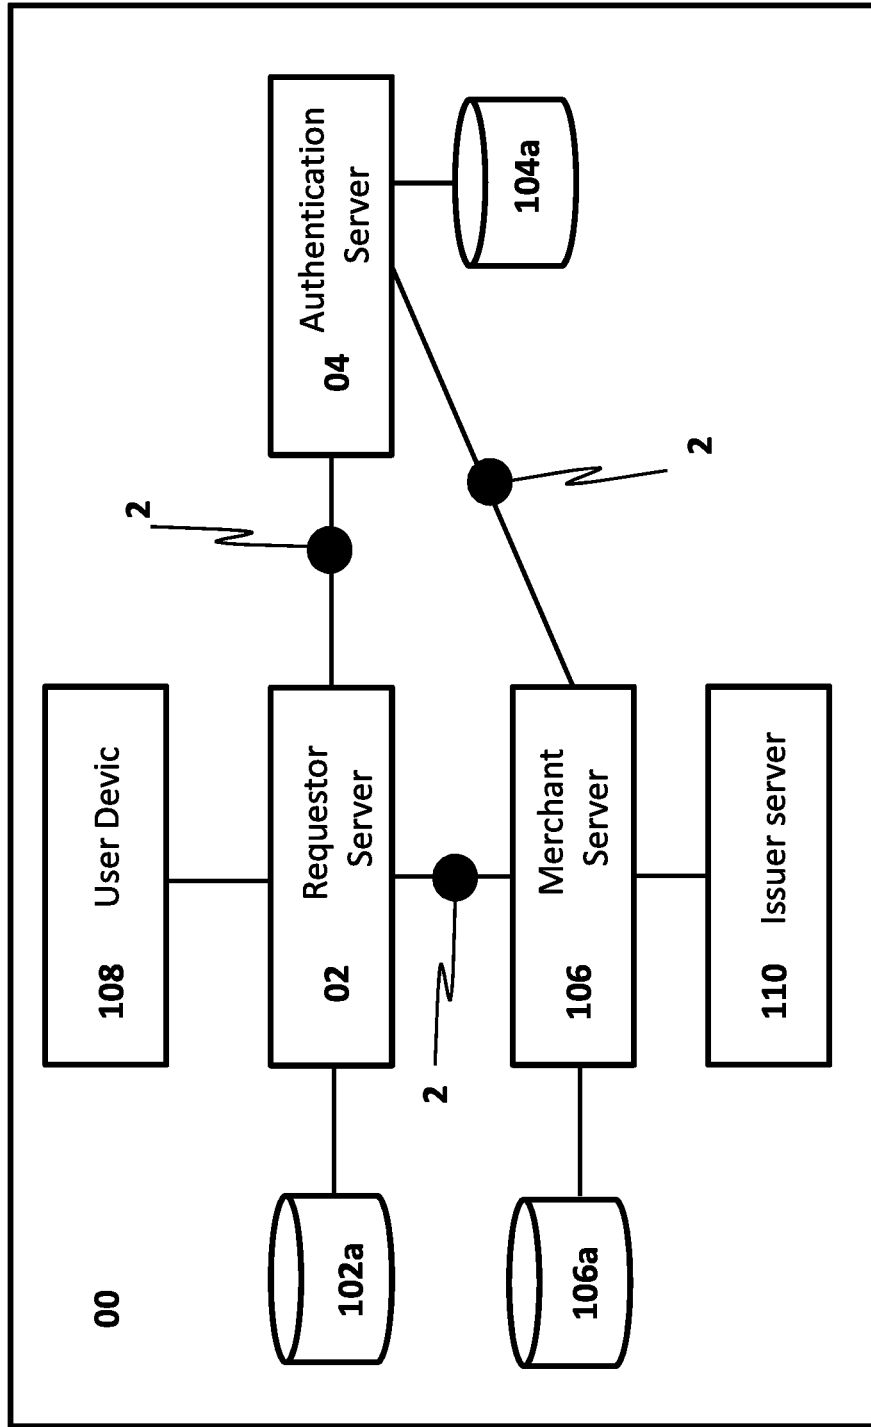 00
108 User Devic
102a
02 Requestor
Server
2
04 Authentication
Server
2
104a
106a
106 Merchant
Server
2
110 Issuer server